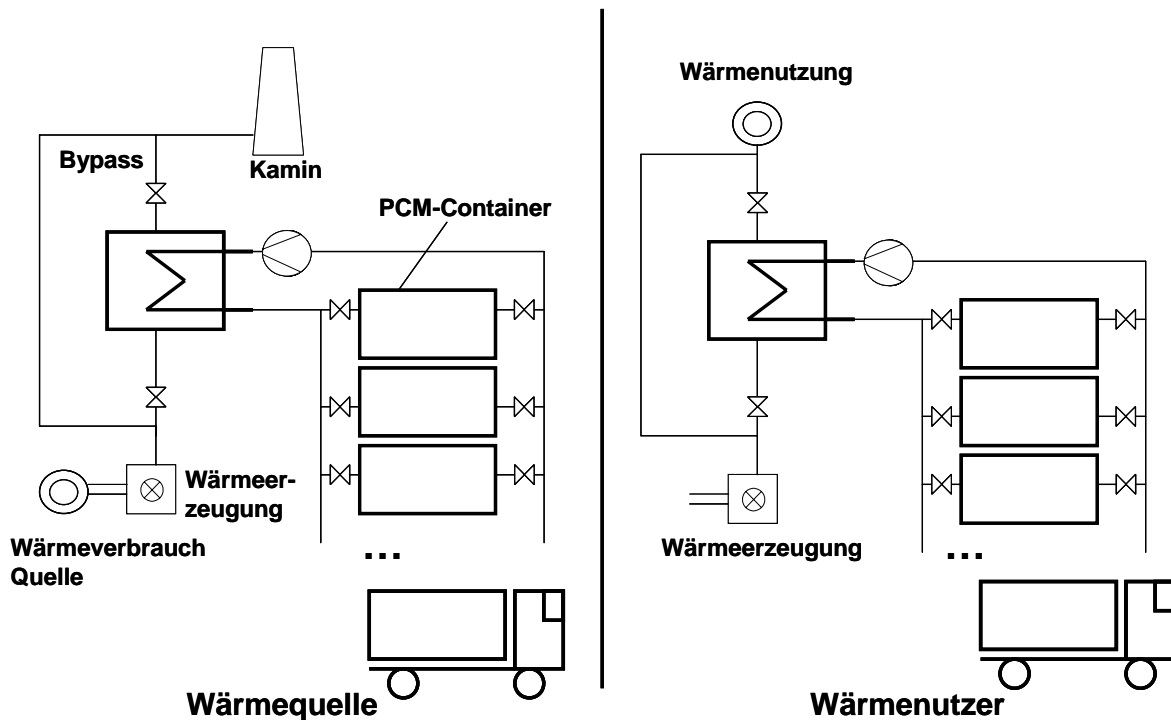 Bypass
Kamin
PCM-Container
Wärmeer-
zeugung
Wärmeverbrauch
Quelle
...
Wärmequelle
Wärmenutzung
Wärmeerzeugung
...
Wärmenutzer